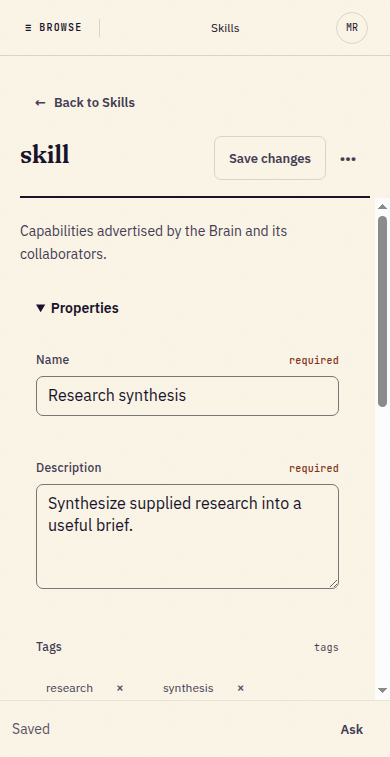 ≡ BROWSE
Skills
MR
← Back to Skills
skill
Save changes
•••
Capabilities advertised by the Brain and its
collaborators.
▼ Properties
Name required
Research synthesis
Description required
Synthesize supplied research into a
useful brief.
Tags tags
research × synthesis ×
Saved Ask